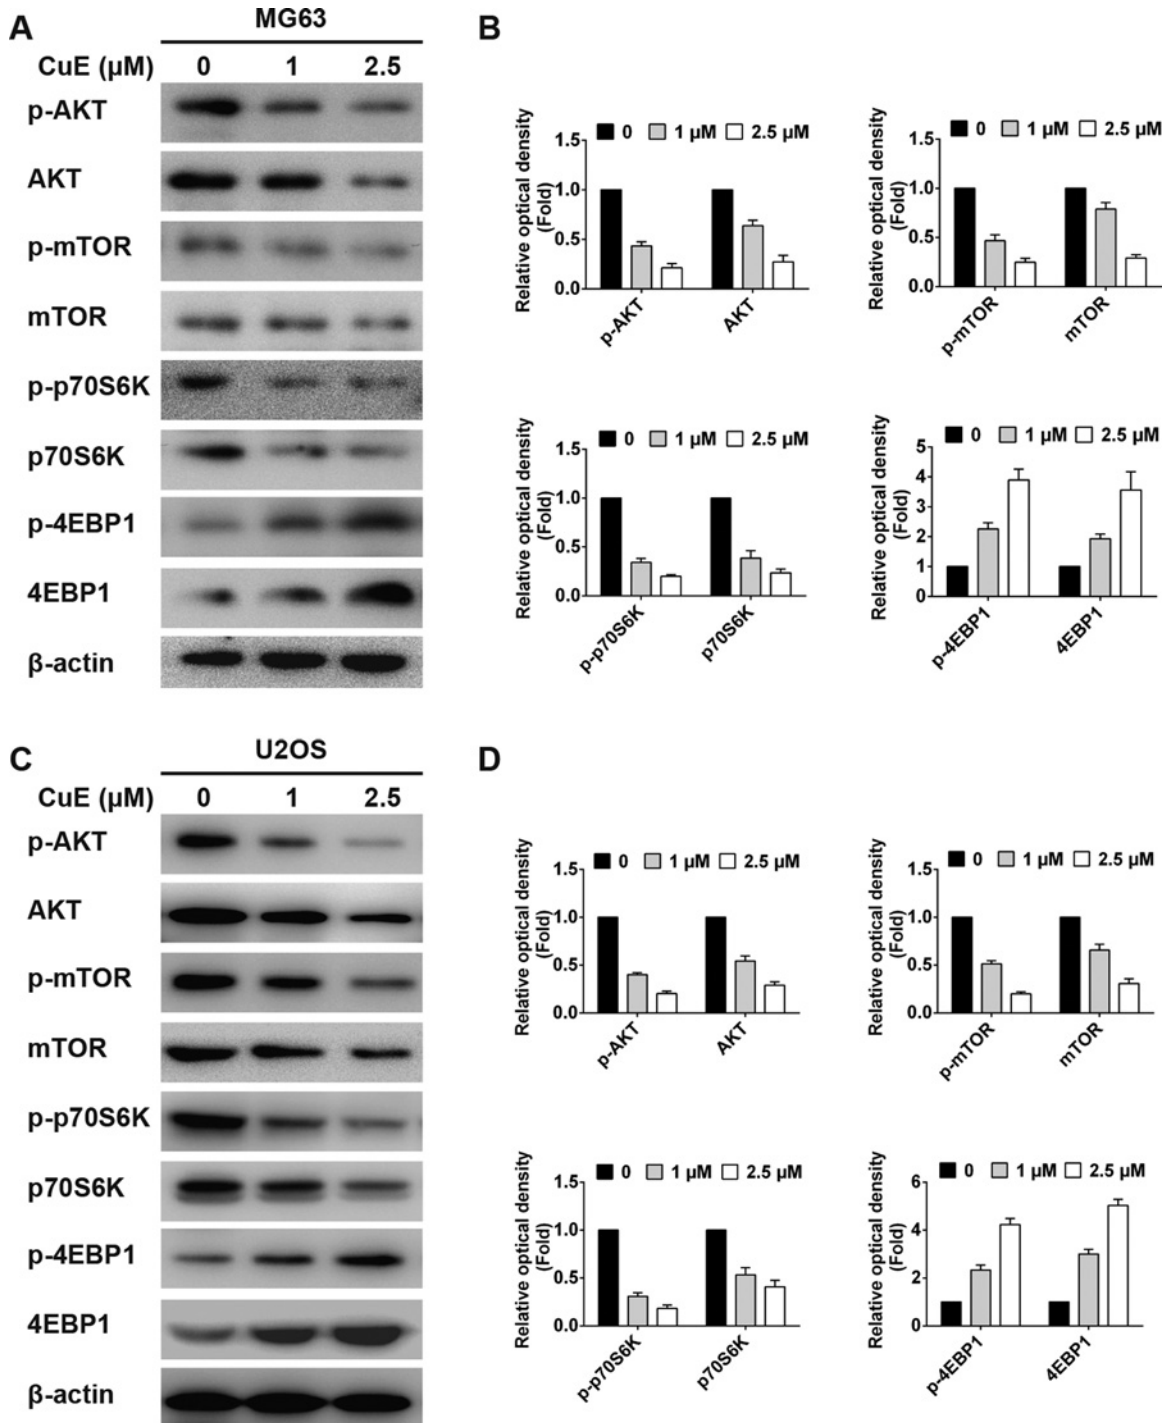 A
MG63
CuE (µM) 0 1 2.5
p-AKT
AKT
p-mTOR
mTOR
p-p70S6K
p70S6K
p-4EBP1
4EBP1
β-actin
B
0 1 µM 2.5 µM
Relative optical density
(Fold)
1.5
1.0
0.5
0.0
p-AKT AKT
0 1 µM 2.5 µM
Relative optical density
(Fold)
1.5
1.0
0.5
0.0
p-mTOR mTOR
0 1 µM 2.5 µM
Relative optical density
(Fold)
1.5
1.0
0.5
0.0
p-p70S6K p70S6K
0 1 µM 2.5 µM
Relative optical density
(Fold)
5
4
3
2
1
0
p-4EBP1 4EBP1
C
U2OS
CuE (µM) 0 1 2.5
p-AKT
AKT
p-mTOR
mTOR
p-p70S6K
p70S6K
p-4EBP1
4EBP1
β-actin
D
0 1 µM 2.5 µM
Relative optical density
(Fold)
1.5
1.0
0.5
0.0
p-AKT AKT
0 1 µM 2.5 µM
Relative optical density
(Fold)
1.5
1.0
0.5
0.0
p-mTOR mTOR
0 1 µM 2.5 µM
Relative optical density
(Fold)
1.5
1.0
0.5
0.0
p-p70S6K p70S6K
0 1 µM 2.5 µM
Relative optical density
(Fold)
6
4
2
0
p-4EBP1 4EBP1